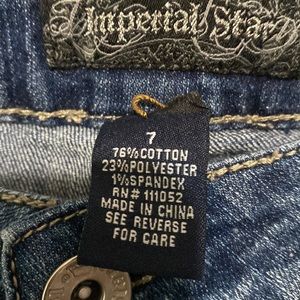 Imperial Star
7
76% COTTON
23% POLYESTER
1% SPANDEX
RN# 111052
MADE IN CHINA
SEE REVERSE
FOR CARE